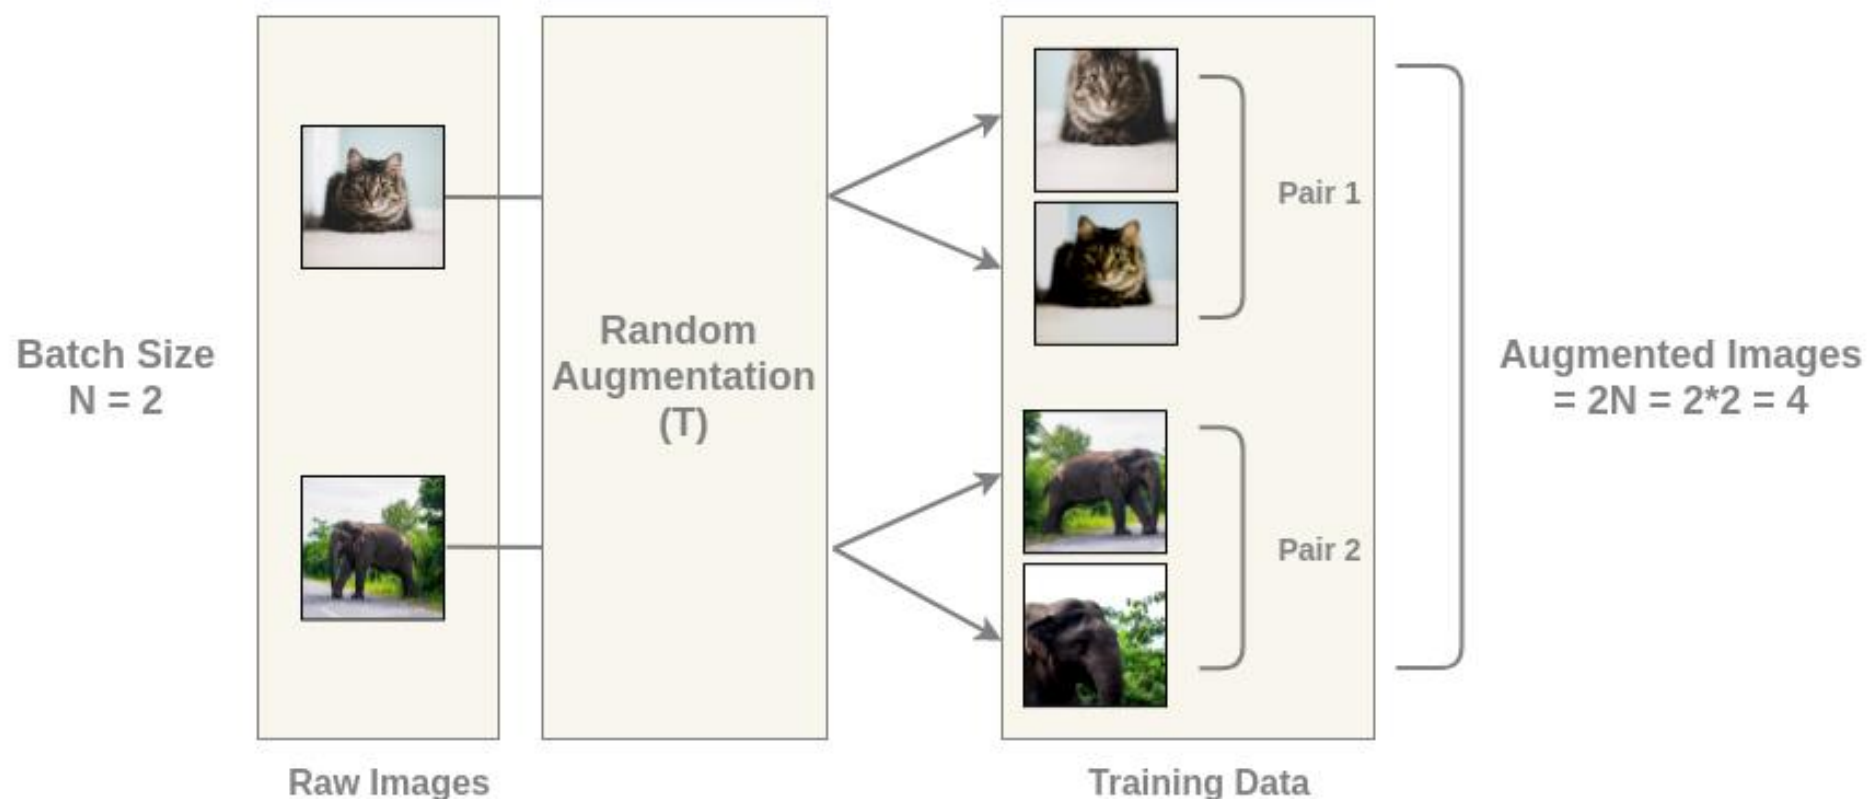 Batch Size
N = 2
Random
Augmentation
(T)
Pair 1
Pair 2
Augmented Images
= 2N = 2*2 = 4
Raw Images
Training Data